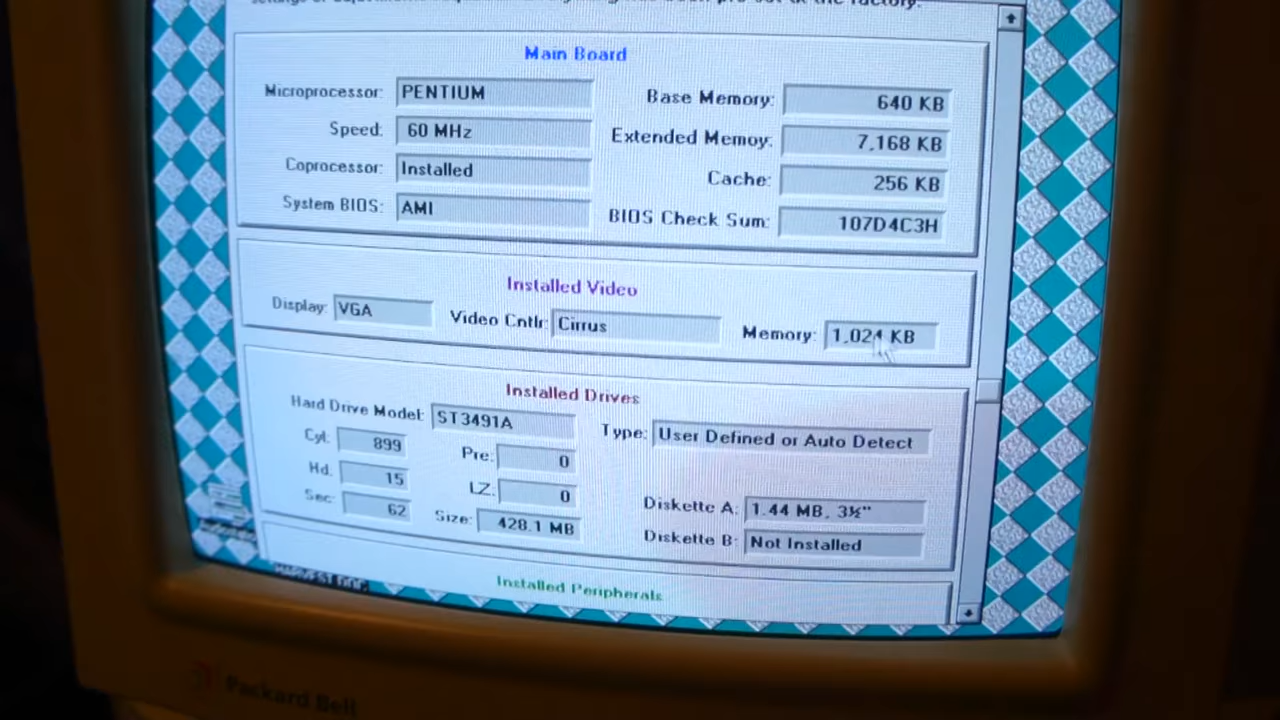 Main Board
Microprocessor: PENTIUM
Base Memory: 640 KB
Speed: 60 MHz
Extended Memoy: 7,168 KB
Coprocessor: Installed
Cache: 256 KB
System BIOS: AMI
BIOS Check Sum: 107D4C3H
Installed Video
Display: VGA
Video Cntlr: Cirrus
Memory: 1,024 KB
Installed Drives
Hard Drive Model: ST3491A
Type: User Defined or Auto Detect
Cyl: 899
Pre: 0
Hd: 15
LZ: 0
Sec: 62
Size: 428.1 MB
Diskette A: 1.44 MB, 3½"
Diskette B: Not Installed
Installed Peripherals
Packard Bell